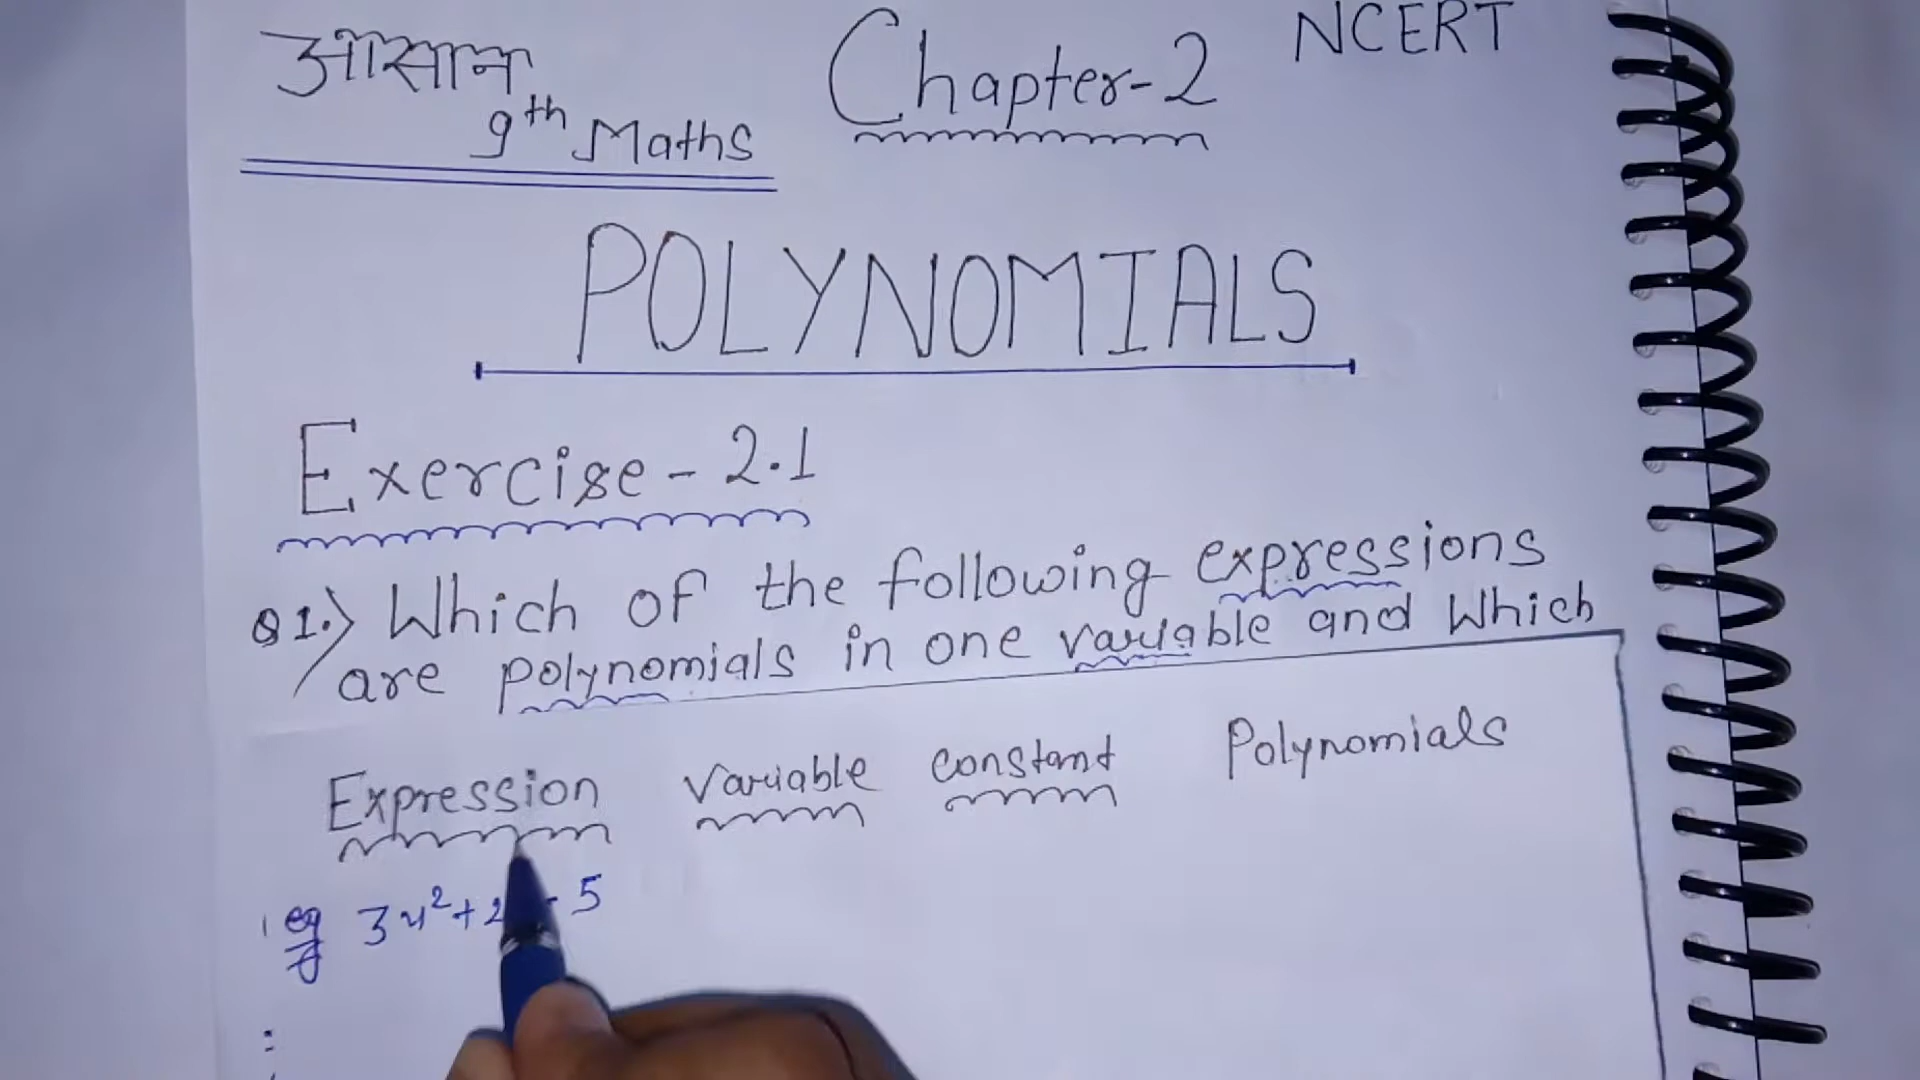 आसान
9th Maths
Chapter-2
NCERT
POLYNOMIALS
Exercise - 2.1
Q1.) Which of the following expressions
are polynomials in one variable and which
Expression variable constant Polynomials
eg 3x²+2 - 5